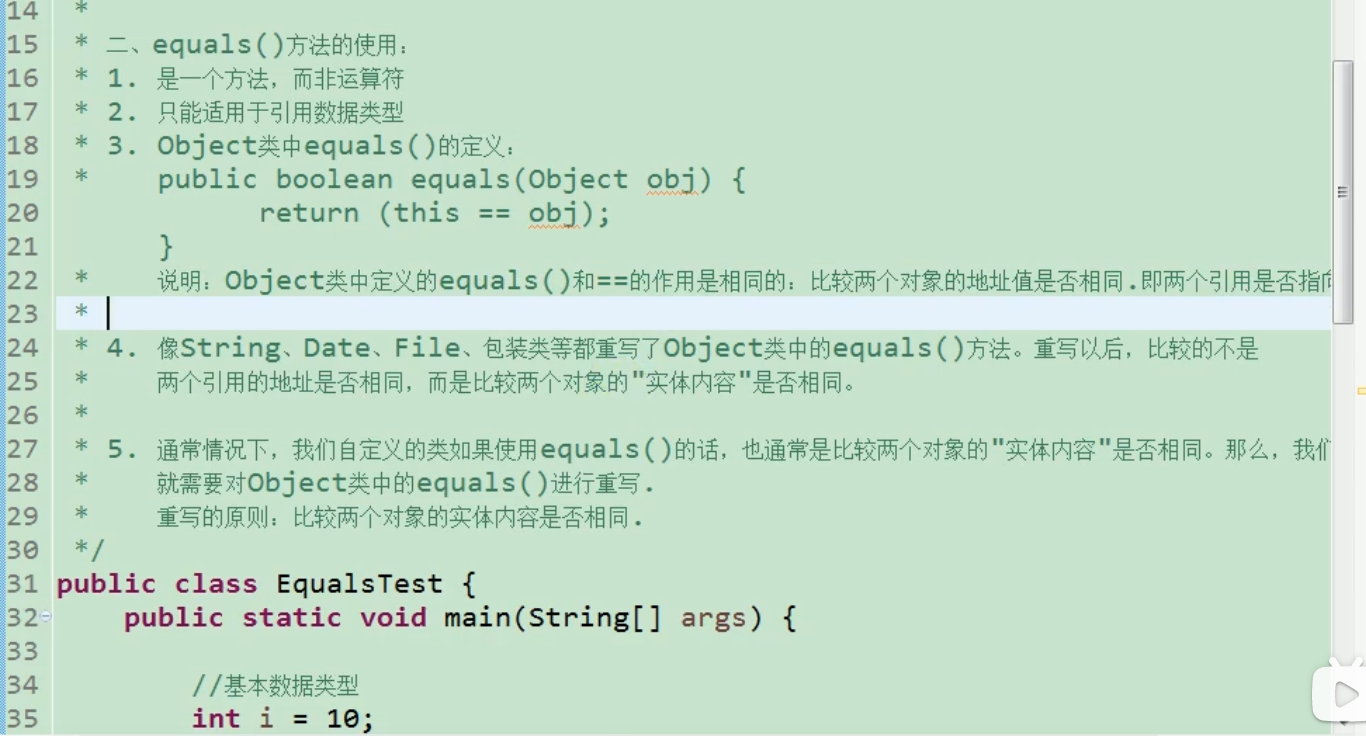 14 *
15 * 二、equals()方法的使用：
16 * 1. 是一个方法，而非运算符
17 * 2. 只能适用于引用数据类型
18 * 3. Object类中equals()的定义：
19 * public boolean equals(Object obj) {
20 return (this == obj);
21 }
22 * 说明：Object类中定义的equals()和==的作用是相同的：比较两个对象的地址值是否相同.即两个引用是否指向
23 *
24 * 4. 像String、Date、File、包装类等都重写了Object类中的equals()方法。重写以后，比较的不是
25 * 两个引用的地址是否相同，而是比较两个对象的"实体内容"是否相同。
26 *
27 * 5. 通常情况下，我们自定义的类如果使用equals()的话，也通常是比较两个对象的"实体内容"是否相同。那么，我们
28 * 就需要对Object类中的equals()进行重写.
29 * 重写的原则：比较两个对象的实体内容是否相同.
30 */
31 public class EqualsTest {
32 public static void main(String[] args) {
33
34 //基本数据类型
35 int i = 10;